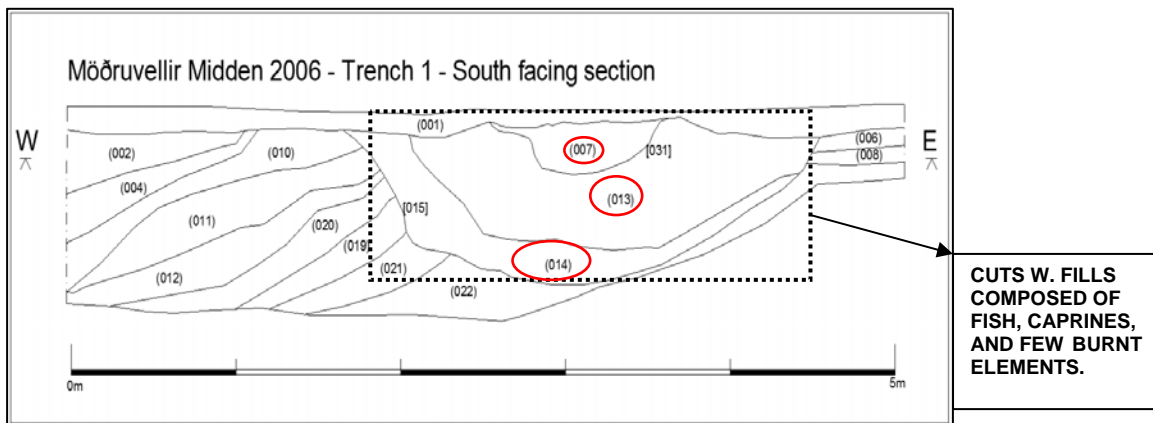 Möðruvellir Midden 2006 - Trench 1 - South facing section
W
E
(001)
(002)
(010)
(007)
[031]
(006)
(008)
(004)
(013)
(011)
[015]
(020)
(019)
(014)
(012)
(021)
(022)
0m
5m
CUTS W. FILLS
COMPOSED OF
FISH, CAPRINES,
AND FEW BURNT
ELEMENTS.